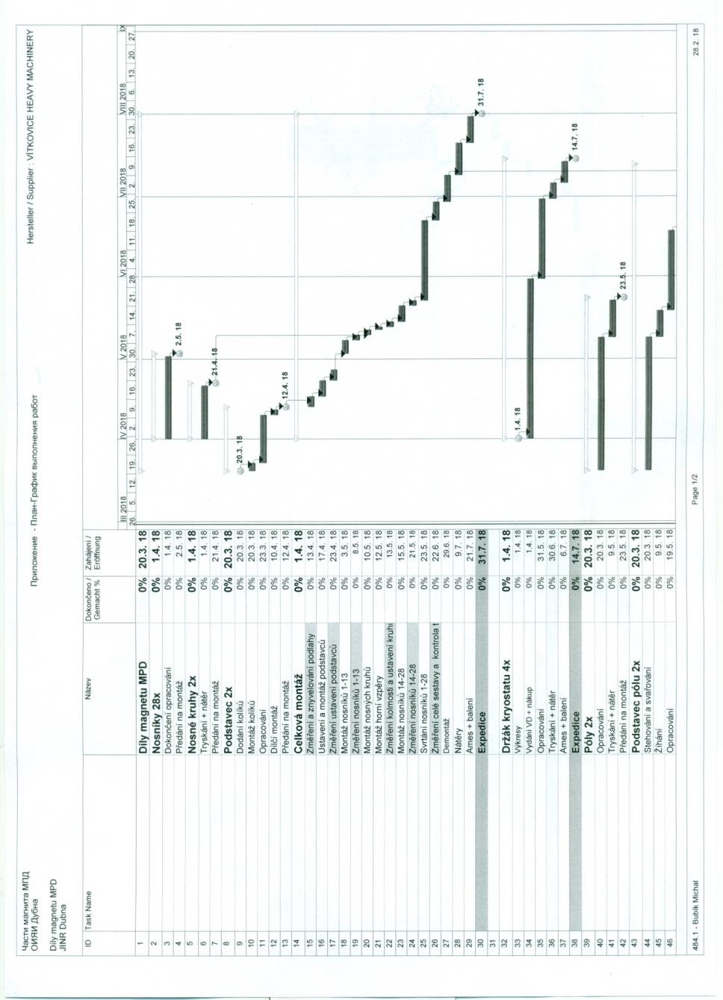 Части магнита МПД
ОИЯИ Дубна
Приложение - План-График выполнения работ
Hersteller / Supplier : VÍTKOVICE HEAVY MACHINERY
Díly magnetu MPD
JINR Dubna
ID Task Name Název Dokončeno / Gemacht % Zahájení / Eröffnung
III 2018 IV 2018 V 2018 VI 2018 VII 2018 VIII 2018 IX
26. 5. 12. 19. 26. 2. 9. 16. 23. 30. 7. 14. 21. 28. 4. 11. 18. 25. 2. 9. 16. 23. 30. 6. 13. 20. 27.
1 Díly magnetu MPD 0% 20.3. 18
2 Nosníky 28x 0% 1.4. 18
3 Dokončení opracování 0% 1.4. 18
4 Předání na montáž 0% 2.5. 18 2.5. 18
5 Nosné kruhy 2x 0% 1.4. 18
6 Tryskání + nátěr 0% 1.4. 18
7 Předání na montáž 0% 21.4. 18 21.4. 18
8 Podstavec 2x 0% 20.3. 18
9 Dodání kolíků 0% 20.3. 18 20.3. 18
10 Montáž kolíků 0% 20.3. 18
11 Opracování 0% 23.3. 18
12 Dílčí montáž 0% 10.4. 18
13 Předání na montáž 0% 12.4. 18 12.4. 18
14 Celková montáž 0% 1.4. 18
15 Změření a znyvelování podlahy 0% 13.4. 18
16 Ustavení a montáž podstavců 0% 17.4. 18
17 Změření ustavení podstavců 0% 23.4. 18
18 Montáž nosníků 1-13 0% 3.5. 18
19 Změření nosníků 1-13 0% 8.5. 18
20 Montáž nosných kruhů 0% 10.5. 18
21 Montáž horní vzpěry 0% 12.5. 18
22 Změření kolmosti a ustavení kruhů 0% 13.5. 18
23 Montáž nosníků 14-28 0% 15.5. 18
24 Změření nosníků 14-28 0% 21.5. 18
25 Svrtání nosníků 1-28 0% 23.5. 18
26 Změření celé sestavy a kontrola t 0% 22.6. 18
27 Demontáž 0% 29.6. 18
28 Nátěry 0% 9.7. 18
29 Ames + balení 0% 21.7. 18
30 Expedice 0% 31.7. 18 31.7. 18
31
32 Držák kryostatu 4x 0% 1.4. 18
33 Výkresy 0% 1.4. 18 1.4. 18
34 Vydání VD + nákup 0% 1.4. 18
35 Opracování 0% 31.5. 18
36 Tryskání + nátěr 0% 30.6. 18
37 Ames + balení 0% 6.7. 18
38 Expedice 0% 14.7. 18 14.7. 18
39 Póly 2x 0% 20.3. 18
40 Opracování 0% 20.3. 18
41 Tryskání + nátěr 0% 9.5. 18
42 Předání na montáž 0% 23.5. 18 23.5. 18
43 Podstavec pólu 2x 0% 20.3. 18
44 Stehování a svařování 0% 20.3. 18
45 Žíhání 0% 9.5. 18
46 Opracování 0% 19.5. 18
484.1 - Bubík Michal Page 1/2 28.2. 18